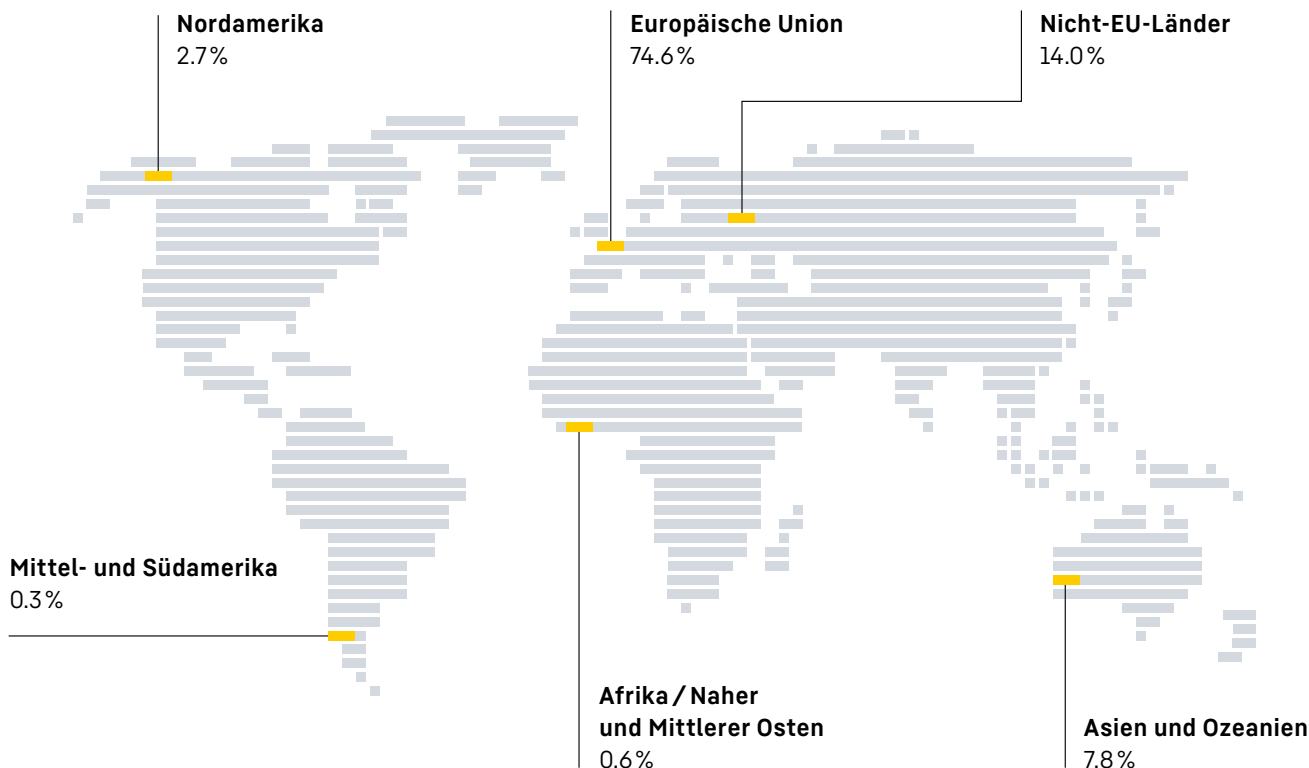 Nordamerika
2.7 %
Europäische Union
74.6 %
Nicht-EU-Länder
14.0 %
Mittel- und Südamerika
0.3 %
Afrika / Naher
und Mittlerer Osten
0.6 %
Asien und Ozeanien
7.8 %